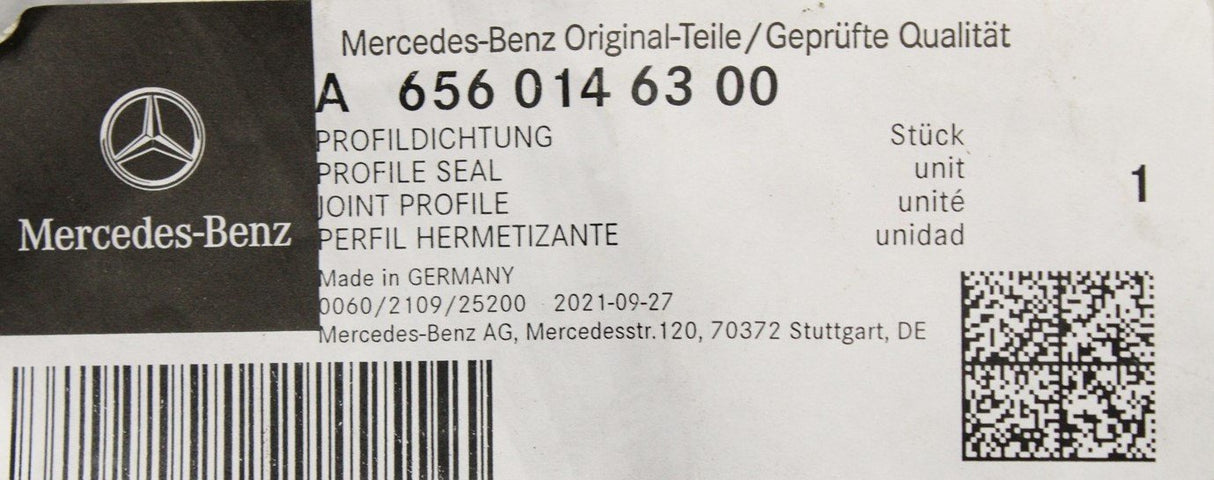 Mercedes-Benz Original-Teile/Geprüfte Qualität
A 656 014 63 00
PROFILDICHTUNG Stück
PROFILE SEAL unit
JOINT PROFILE unité
PERFIL HERMETIZANTE unidad
1
Mercedes-Benz
Made in GERMANY
0060/2109/25200 2021-09-27
Mercedes-Benz AG, Mercedesstr.120, 70372 Stuttgart, DE